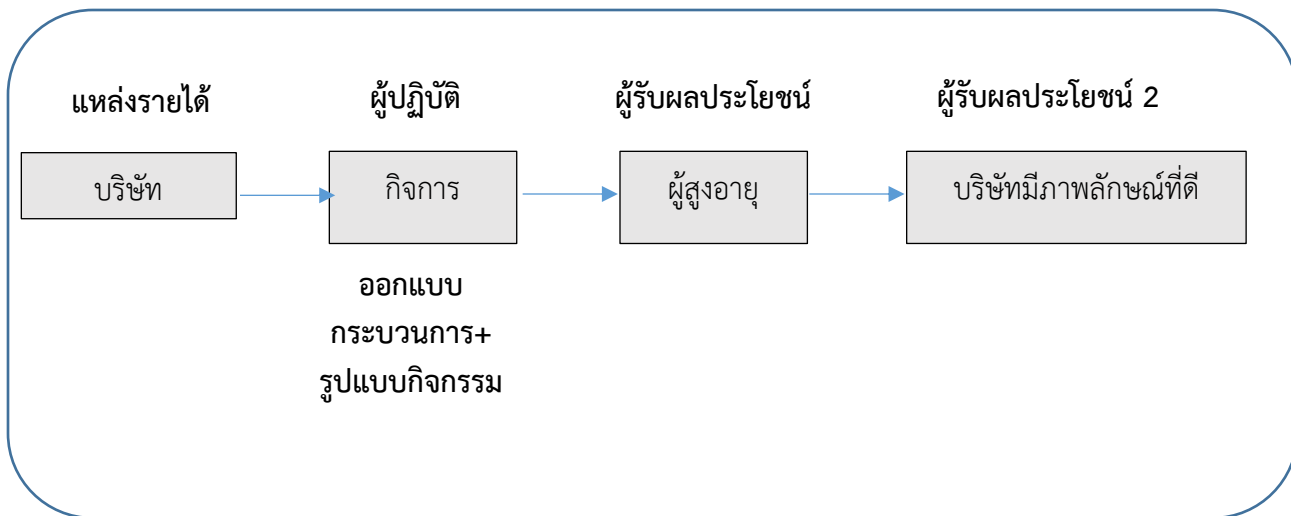 แหล่งรายได้
ผู้ปฏิบัติ
ผู้รับผลประโยชน์
ผู้รับผลประโยชน์ 2
บริษัท
กิจการ
ผู้สูงอายุ
บริษัทมีภาพลักษณ์ที่ดี
ออกแบบ
กระบวนการ+
รูปแบบกิจกรรม